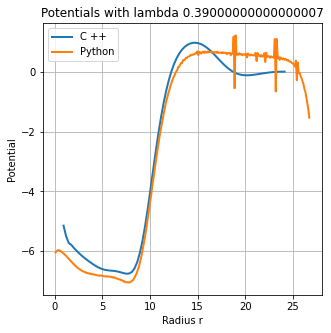 Potentials with lambda 0.39000000000000007
C ++
Python
0
−2
−4
−6
Potential
0 5 10 15 20 25
Radius r